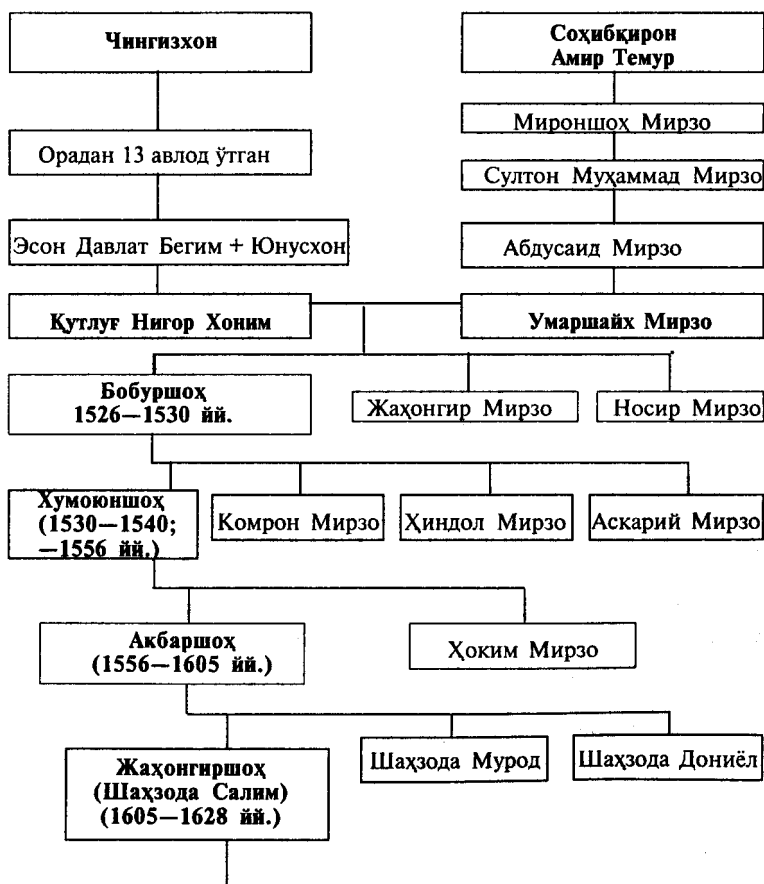 Чингизхон
Соҳибқирон
Амир Темур
Мироншоҳ Мирзо
Орадан 13 авлод ўтган
Султон Муҳаммад Мирзо
Эсон Давлат Бегим + Юнусхон
Абдусаид Мирзо
Қутлуғ Нигор Хоним
Умаршайх Мирзо
Бобуршоҳ
1526—1530 йй.
Жаҳонгир Мирзо
Носир Мирзо
Хумоюншоҳ
(1530—1540;
—1556 йй.)
Комрон Мирзо
Ҳиндол Мирзо
Аскарий Мирзо
Акбаршоҳ
(1556—1605 йй.)
Ҳоким Мирзо
Жаҳонгиршоҳ
(Шаҳзода Салим)
(1605—1628 йй.)
Шаҳзода Мурод
Шаҳзода Дониёл